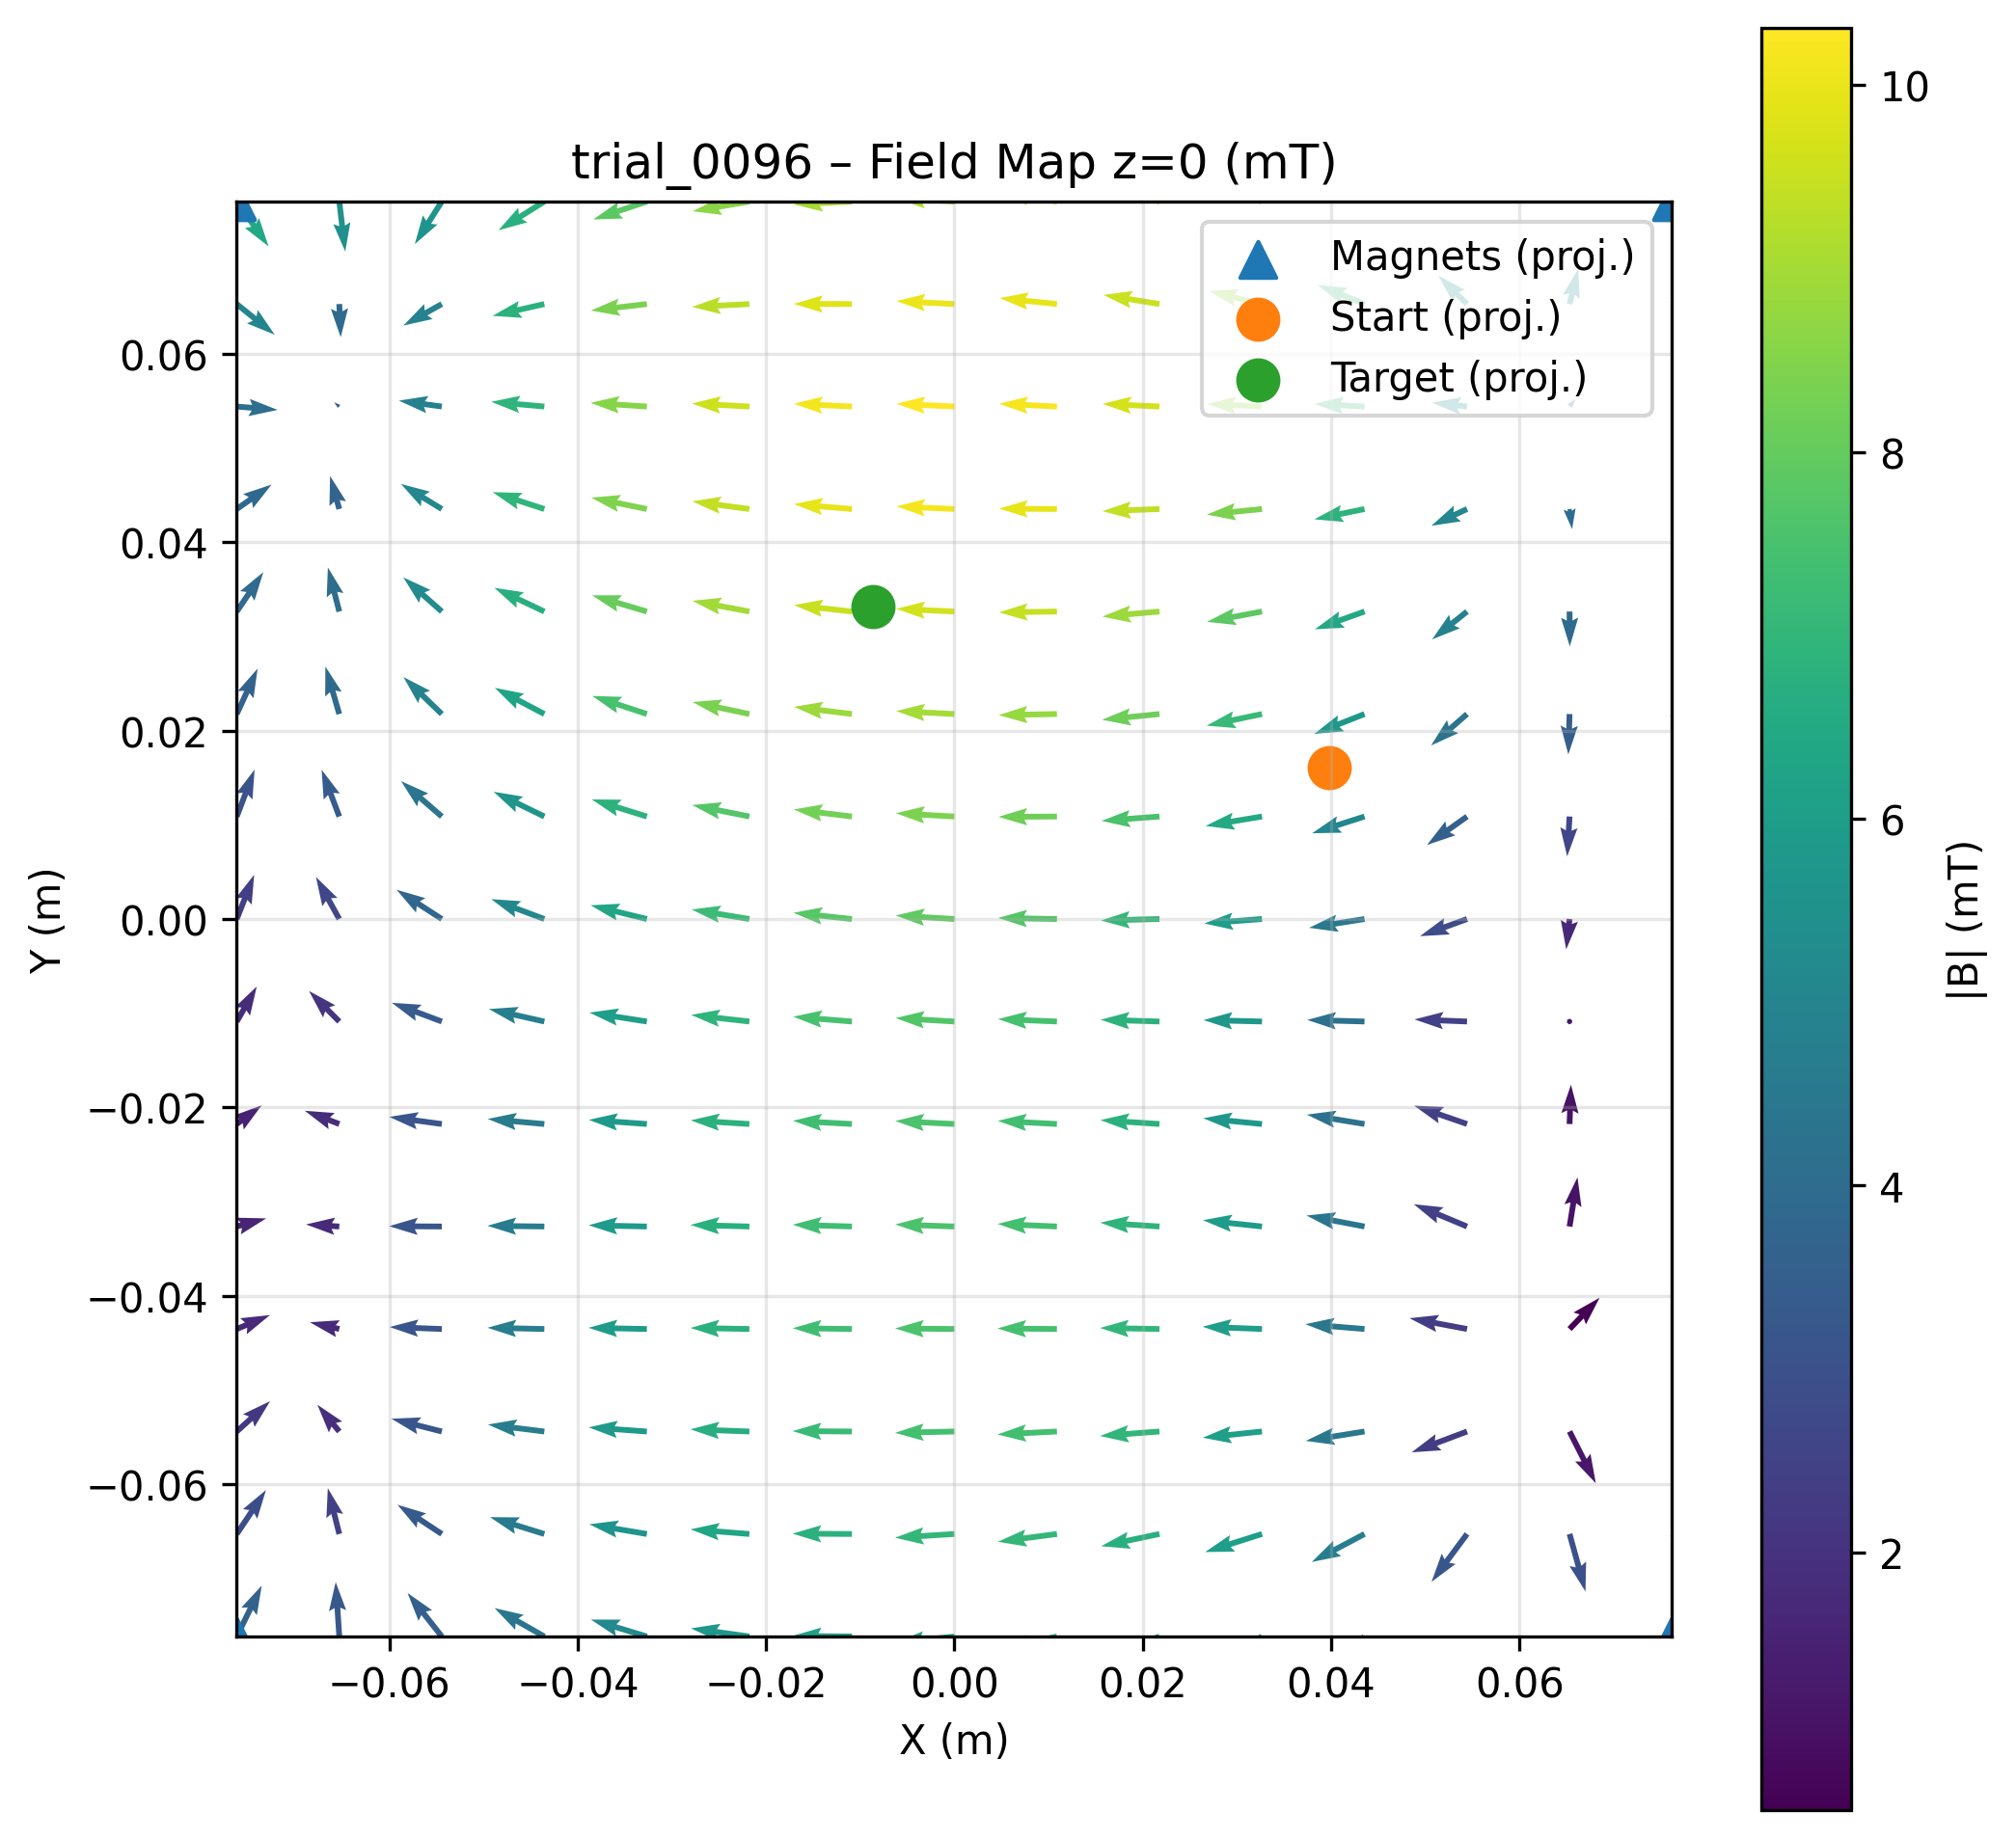 trial_0096 – Field Map z=0 (mT)
Magnets (proj.)
Start (proj.)
Target (proj.)
0.06
0.04
0.02
0.00
−0.02
−0.04
−0.06
Y (m)
−0.06 −0.04 −0.02 0.00 0.02 0.04 0.06
X (m)
10
8
6
4
2
|B| (mT)